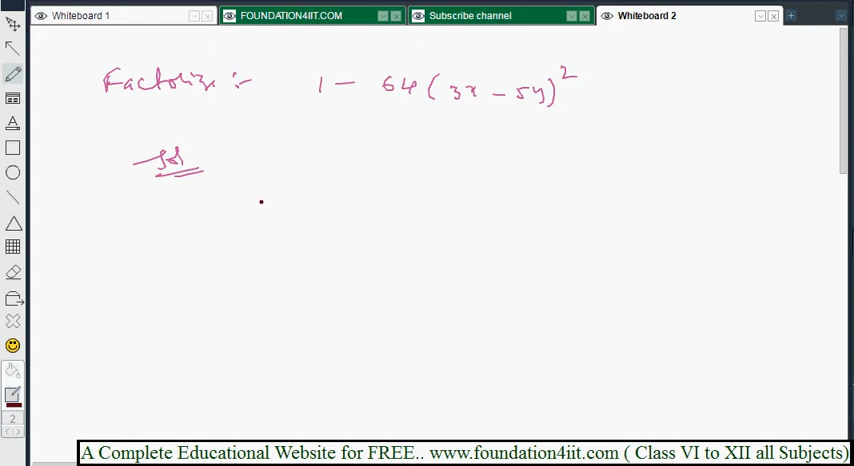 Whiteboard 1
FOUNDATION4IIT.COM
Subscribe channel
Whiteboard 2
Factorize :- 1 - 64(3x - 5y)²
Sol
2
A Complete Educational Website for FREE.. www.foundation4iit.com ( Class VI to XII all Subjects)